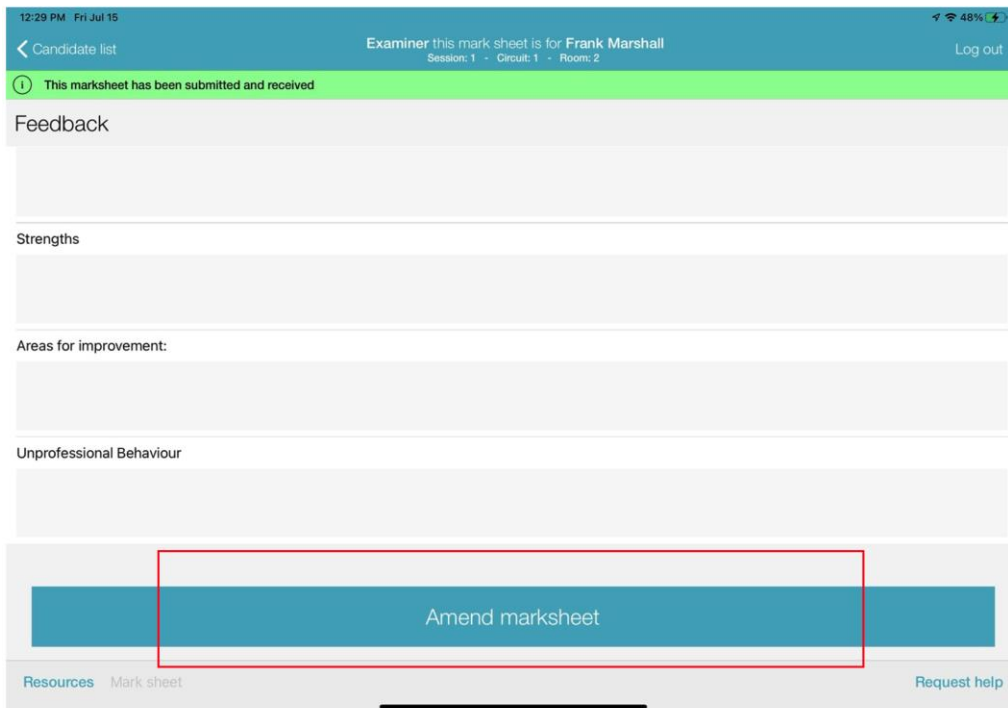 12:29 PM Fri Jul 15
48%
Candidate list
Examiner this mark sheet is for Frank Marshall
Log out
Session: 1 - Circuit: 1 - Room: 2
This marksheet has been submitted and received
Feedback
Strengths
Areas for improvement:
Unprofessional Behaviour
Amend marksheet
Resources Mark sheet
Request help